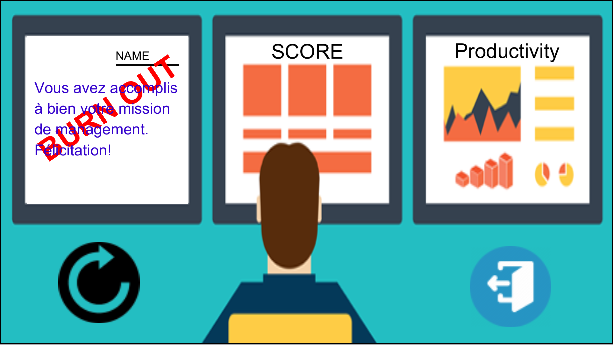 NAME
Vous avez accomplis
à bien votre mission
de management.
Félicitation!
BURN OUT
SCORE
Productivity